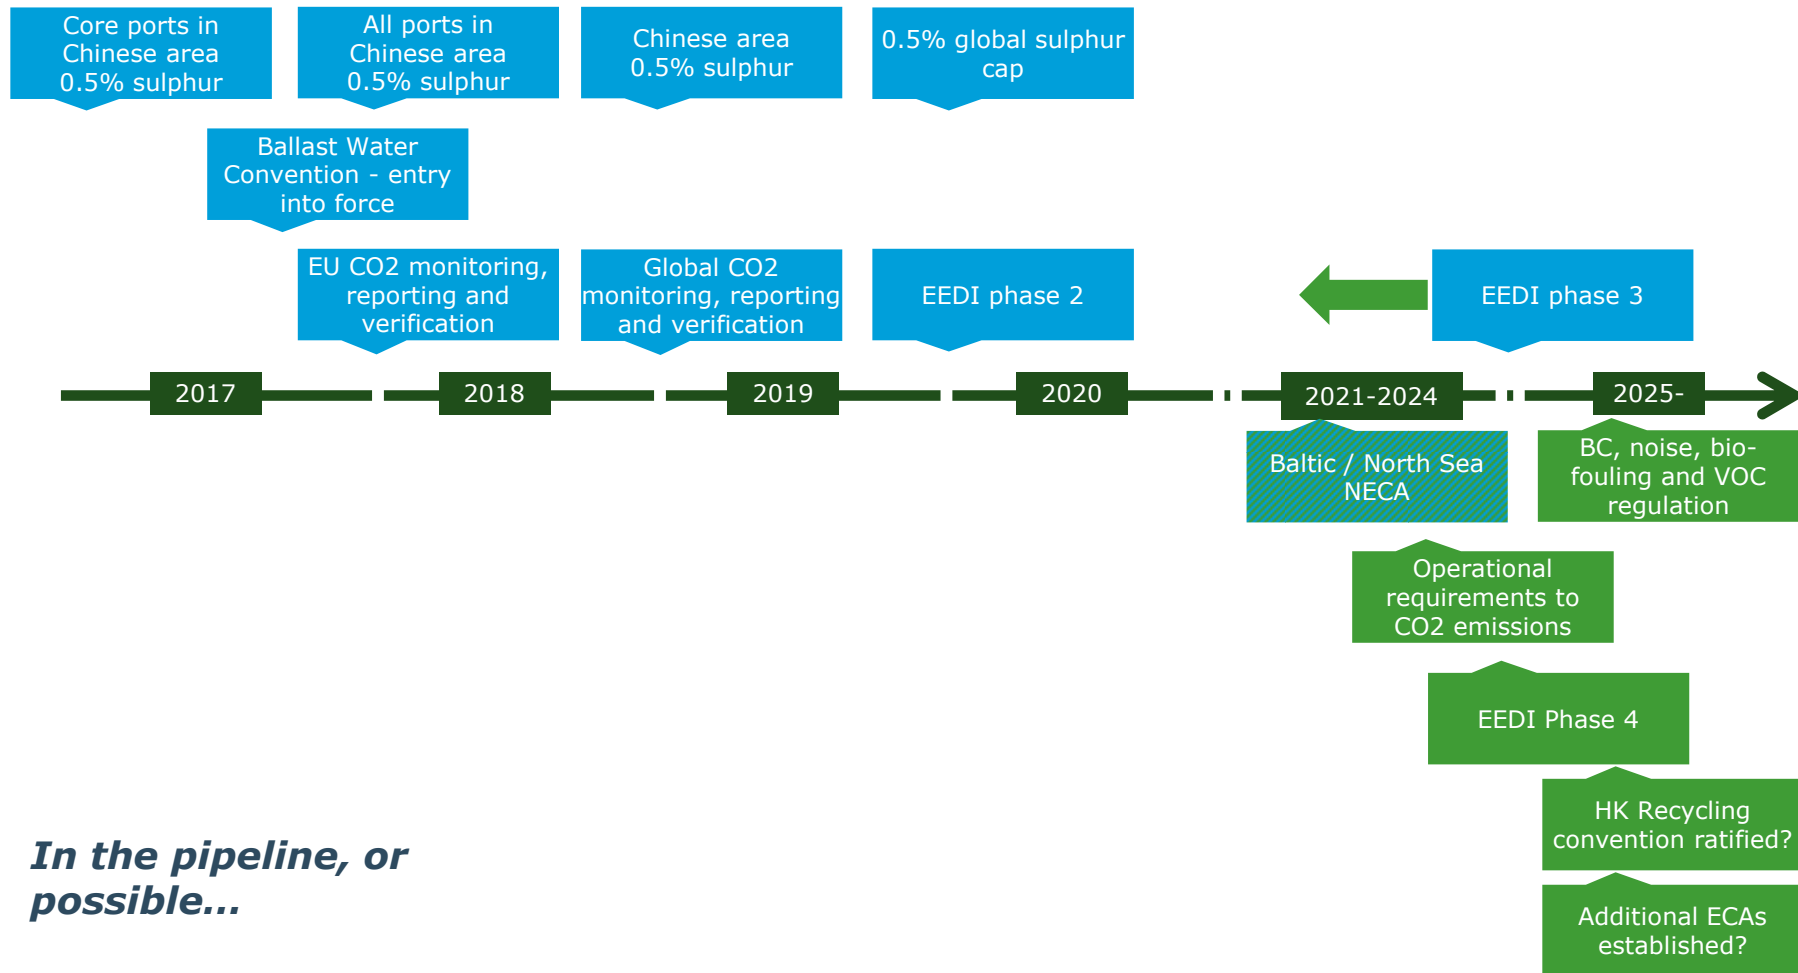 Core ports in
Chinese area
0.5% sulphur
All ports in
Chinese area
0.5% sulphur
Chinese area
0.5% sulphur
0.5% global sulphur
cap
Ballast Water
Convention - entry
into force
EU CO2 monitoring,
reporting and
verification
Global CO2
monitoring, reporting
and verification
EEDI phase 2
EEDI phase 3
2017
2018
2019
2020
2021-2024
2025-
Baltic / North Sea
NECA
BC, noise, bio-
fouling and VOC
regulation
Operational
requirements to
CO2 emissions
EEDI Phase 4
HK Recycling
convention ratified?
Additional ECAs
established?
In the pipeline, or
possible...